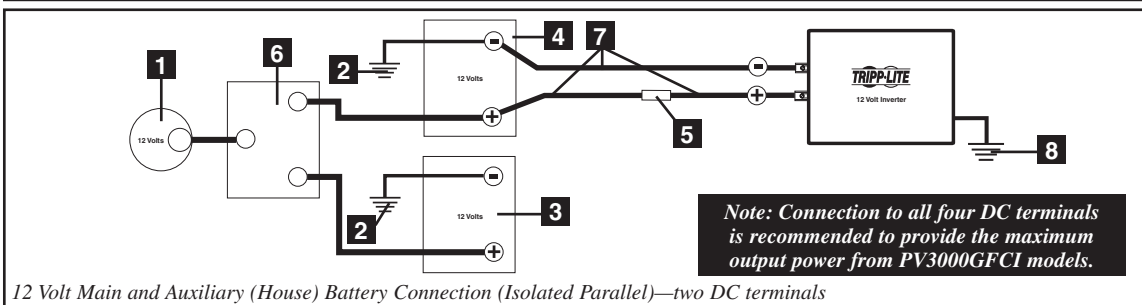 1
6
2
4
7
12 Volts
12 Volts
5
TRIPP·LITE
12 Volt Inverter
8
2
12 Volts
3
Note: Connection to all four DC terminals
is recommended to provide the maximum
output power from PV3000GFCI models.
12 Volt Main and Auxiliary (House) Battery Connection (Isolated Parallel)—two DC terminals